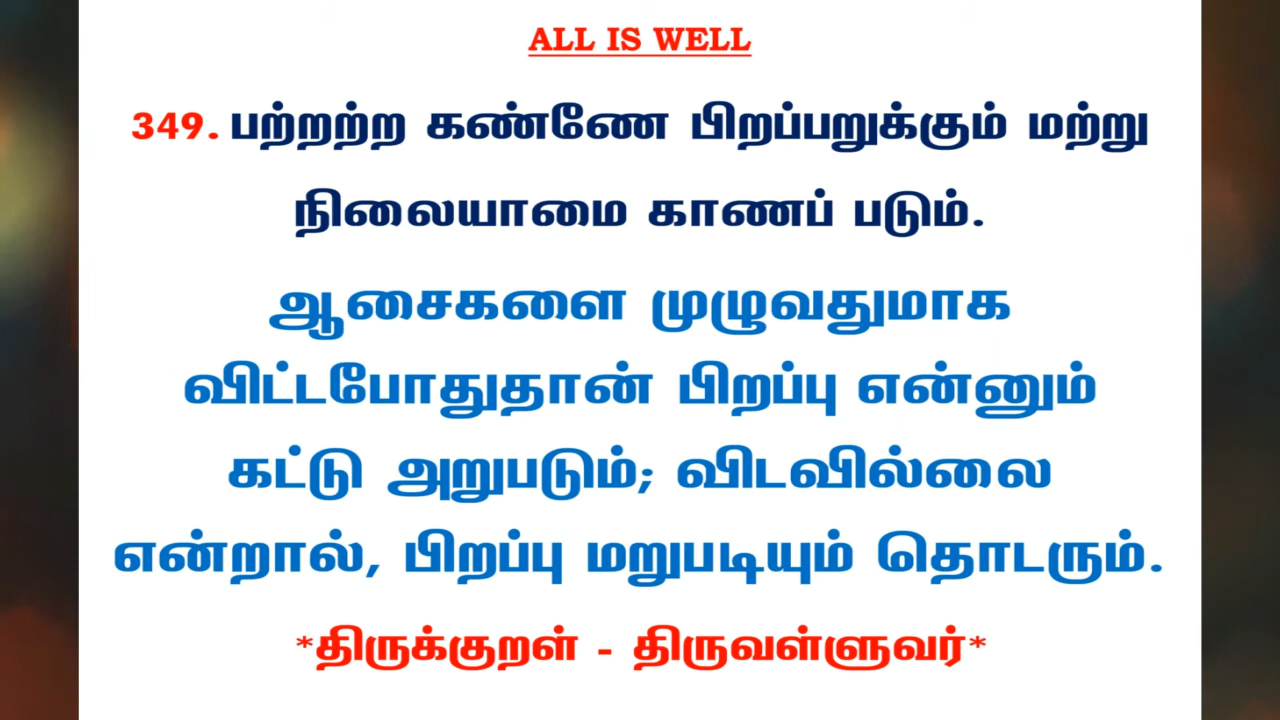 ALL IS WELL
349. பற்றற்ற கண்ணே பிறப்பறுக்கும் மற்று
நிலையாமை காணப் படும்.
ஆசைகளை முழுவதுமாக
விட்டபோதுதான் பிறப்பு என்னும்
கட்டு அறுபடும்; விடவில்லை
என்றால், பிறப்பு மறுபடியும் தொடரும்.
*திருக்குறள் - திருவள்ளுவர்*